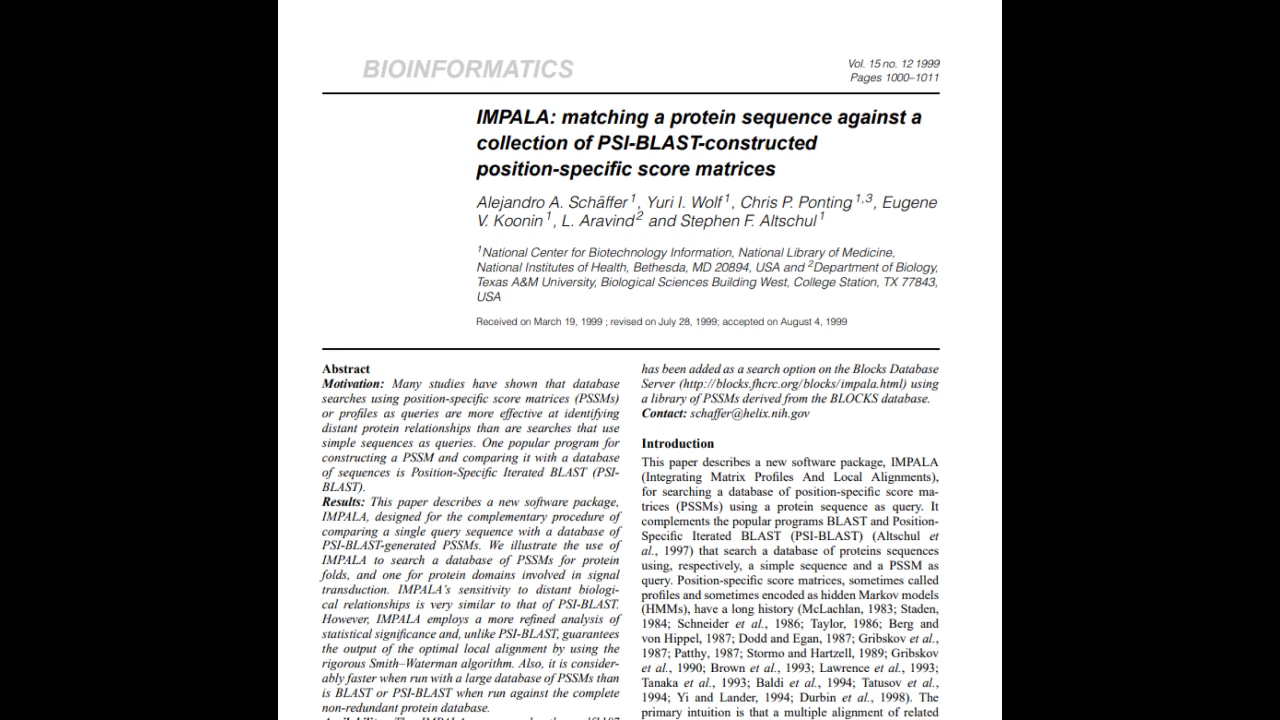 BIOINFORMATICS
Vol. 15 no. 12 1999
Pages 1000–1011
IMPALA: matching a protein sequence against a
collection of PSI-BLAST-constructed
position-specific score matrices
Alejandro A. Schäffer 1, Yuri I. Wolf 1, Chris P. Ponting 1,3, Eugene
V. Koonin 1, L. Aravind 2 and Stephen F. Altschul 1
1National Center for Biotechnology Information, National Library of Medicine,
National Institutes of Health, Bethesda, MD 20894, USA and 2Department of Biology,
Texas A&M University, Biological Sciences Building West, College Station, TX 77843,
USA
Received on March 19, 1999 ; revised on July 28, 1999; accepted on August 4, 1999
Abstract
Motivation: Many studies have shown that database
searches using position-specific score matrices (PSSMs)
or profiles as queries are more effective at identifying
distant protein relationships than are searches that use
simple sequences as queries. One popular program for
constructing a PSSM and comparing it with a database
of sequences is Position-Specific Iterated BLAST (PSI-
BLAST).
Results: This paper describes a new software package,
IMPALA, designed for the complementary procedure of
comparing a single query sequence with a database of
PSI-BLAST-generated PSSMs. We illustrate the use of
IMPALA to search a database of PSSMs for protein
folds, and one for protein domains involved in signal
transduction. IMPALA's sensitivity to distant biologi-
cal relationships is very similar to that of PSI-BLAST.
However, IMPALA employs a more refined analysis of
statistical significance and, unlike PSI-BLAST, guarantees
the output of the optimal local alignment by using the
rigorous Smith–Waterman algorithm. Also, it is consider-
ably faster when run with a large database of PSSMs than
is BLAST or PSI-BLAST when run against the complete
non-redundant protein database.
has been added as a search option on the Blocks Database
Server (http://blocks.fhcrc.org/blocks/impala.html) using
a library of PSSMs derived from the BLOCKS database.
Contact: schaffer@helix.nih.gov
Introduction
This paper describes a new software package, IMPALA
(Integrating Matrix Profiles And Local Alignments),
for searching a database of position-specific score ma-
trices (PSSMs) using a protein sequence as query. It
complements the popular programs BLAST and Position-
Specific Iterated BLAST (PSI-BLAST) (Altschul et
al., 1997) that search a database of proteins sequences
using, respectively, a simple sequence and a PSSM as
query. Position-specific score matrices, sometimes called
profiles and sometimes encoded as hidden Markov models
(HMMs), have a long history (McLachlan, 1983; Staden,
1984; Schneider et al., 1986; Taylor, 1986; Berg and
von Hippel, 1987; Dodd and Egan, 1987; Gribskov et al.,
1987; Patthy, 1987; Stormo and Hartzell, 1989; Gribskov
et al., 1990; Brown et al., 1993; Lawrence et al., 1993;
Tanaka et al., 1993; Baldi et al., 1994; Tatusov et al.,
1994; Yi and Lander, 1994; Durbin et al., 1998). The
primary intuition is that a multiple alignment of related